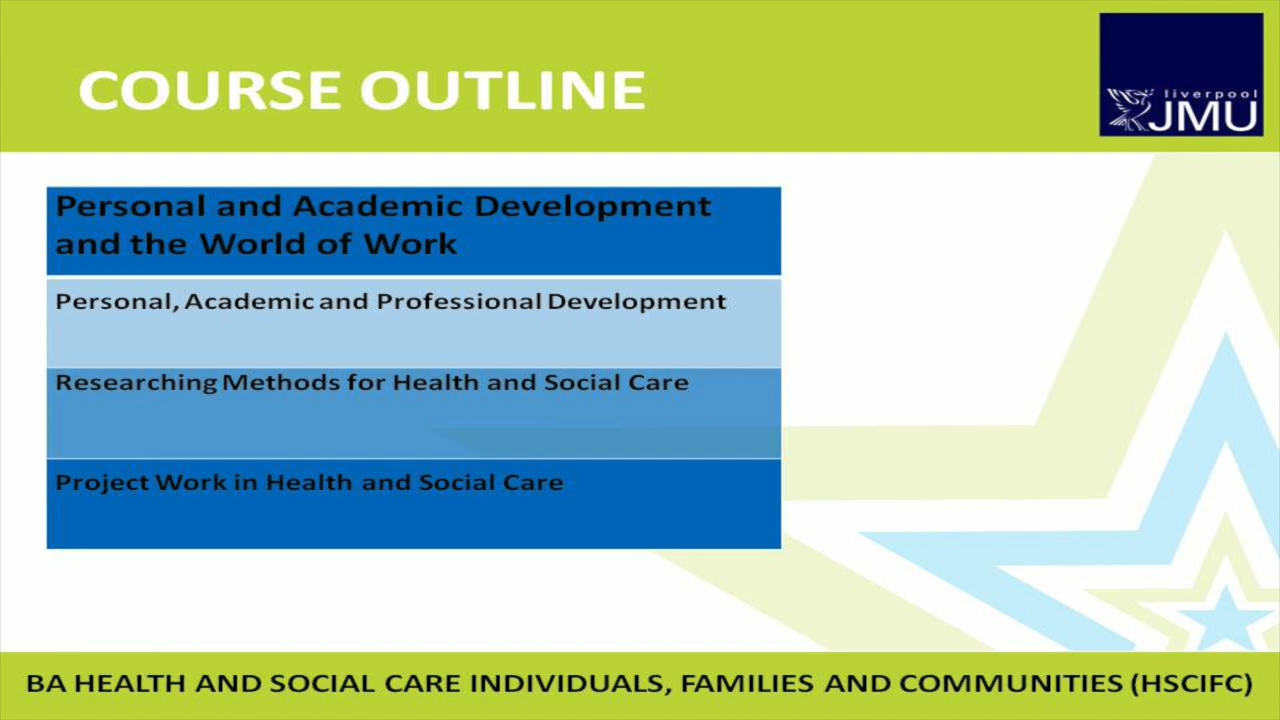 COURSE OUTLINE
liverpool
JMU
Personal and Academic Development
and the World of Work
Personal, Academic and Professional Development
Researching Methods for Health and Social Care
Project Work in Health and Social Care
BA HEALTH AND SOCIAL CARE INDIVIDUALS, FAMILIES AND COMMUNITIES (HSCIFC)